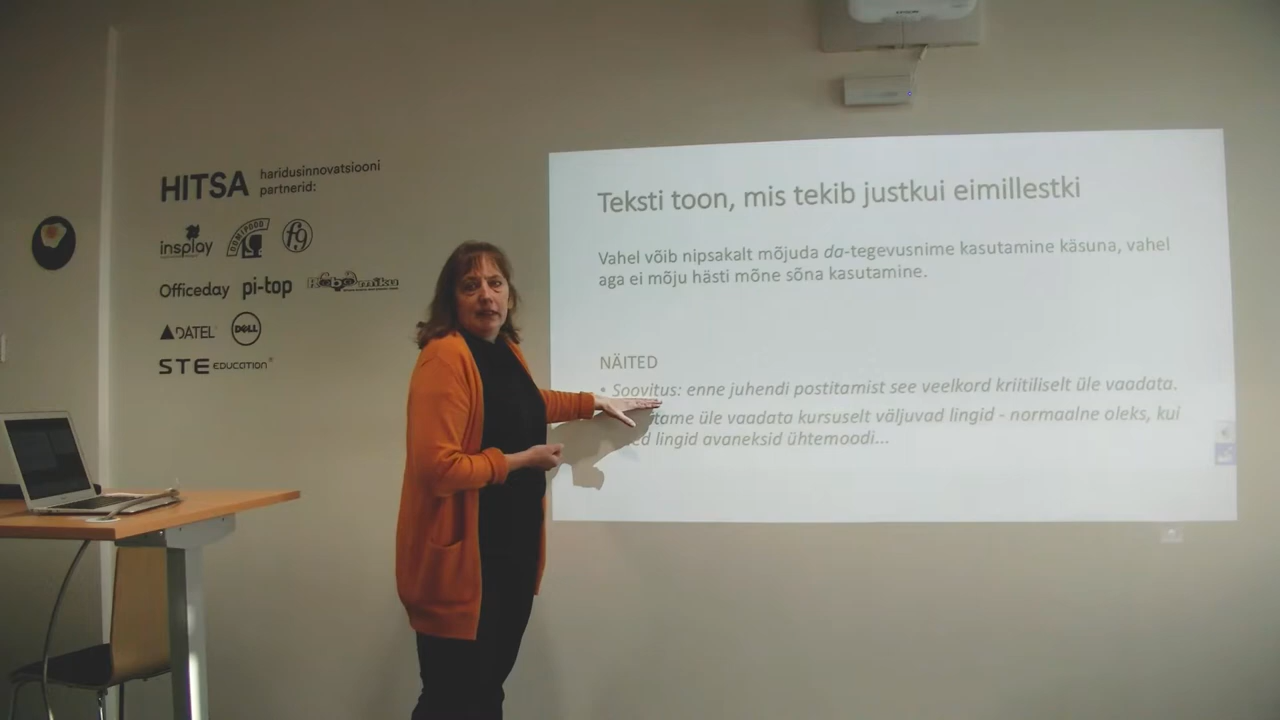 HITSA haridusinnovatsiooni
partnerid:
insplay
Officeday pi-top
DATEL DELL
STE EDUCATION
Teksti toon, mis tekib justkui eimillestki
Vahel võib nipsakalt mõjuda da-tegevusnime kasutamine käsuna, vahel
aga ei mõju hästi mõne sõna kasutamine.
NÄITED
• Soovitus: enne juhendi postitamist see veelkord kriitiliselt üle vaadata.
üle vaadata kursuselt väljuvad lingid - normaalne oleks, kui
lingid avaneksid ühtemoodi...